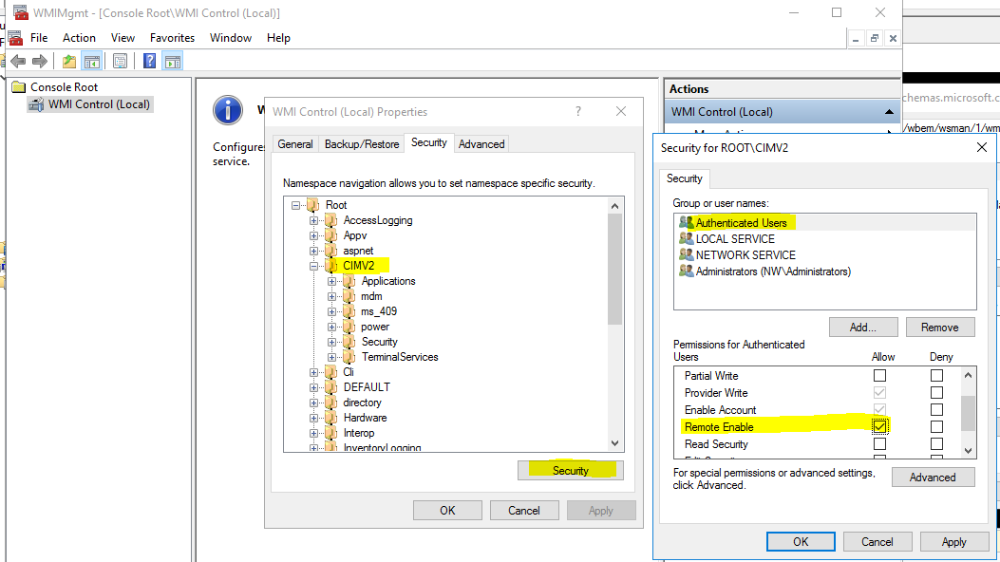 WMIMgmt - [Console Root\WMI Control (Local)]
File Action View Favorites Window Help
Console Root
WMI Control (Local)
Configure
service.
WMI Control (Local) Properties
General Backup/Restore Security Advanced
Namespace navigation allows you to set namespace specific security.
Root
AccessLogging
Appv
aspnet
CIMV2
Applications
mdm
ms_409
power
Security
TerminalServices
Cli
DEFAULT
directory
Hardware
Interop
InventoryLogging
Security
OK Cancel Apply
Actions
WMI Control (Local)
chemas.microsoft.c
/wbem/wsman/1/wm
Security for ROOT\CIMV2
Security
Group or user names:
Authenticated Users
LOCAL SERVICE
NETWORK SERVICE
Administrators (NW\Administrators)
Add... Remove
Permissions for Authenticated
Users Allow Deny
Partial Write
Provider Write
Enable Account
Remote Enable
Read Security
For special permissions or advanced settings,
click Advanced.
Advanced
OK Cancel Apply